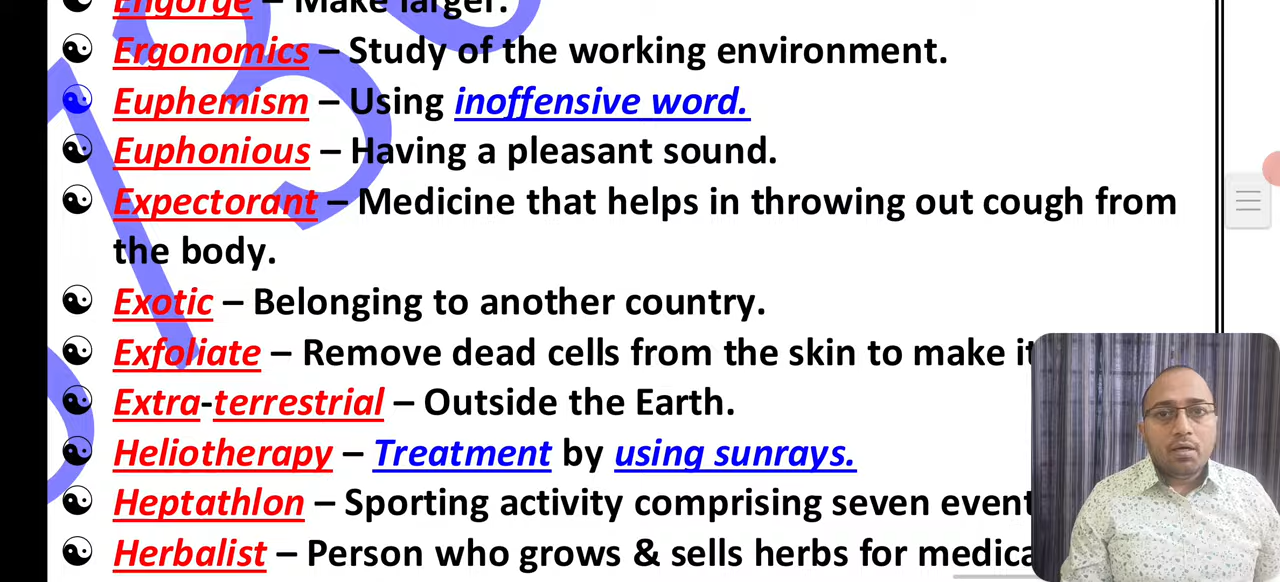 Engorge – Make larger.
Ergonomics – Study of the working environment.
Euphemism – Using inoffensive word.
Euphonious – Having a pleasant sound.
Expectorant – Medicine that helps in throwing out cough from
the body.
Exotic – Belonging to another country.
Exfoliate – Remove dead cells from the skin to make it
Extra-terrestrial – Outside the Earth.
Heliotherapy – Treatment by using sunrays.
Heptathlon – Sporting activity comprising seven event
Herbalist – Person who grows & sells herbs for medica